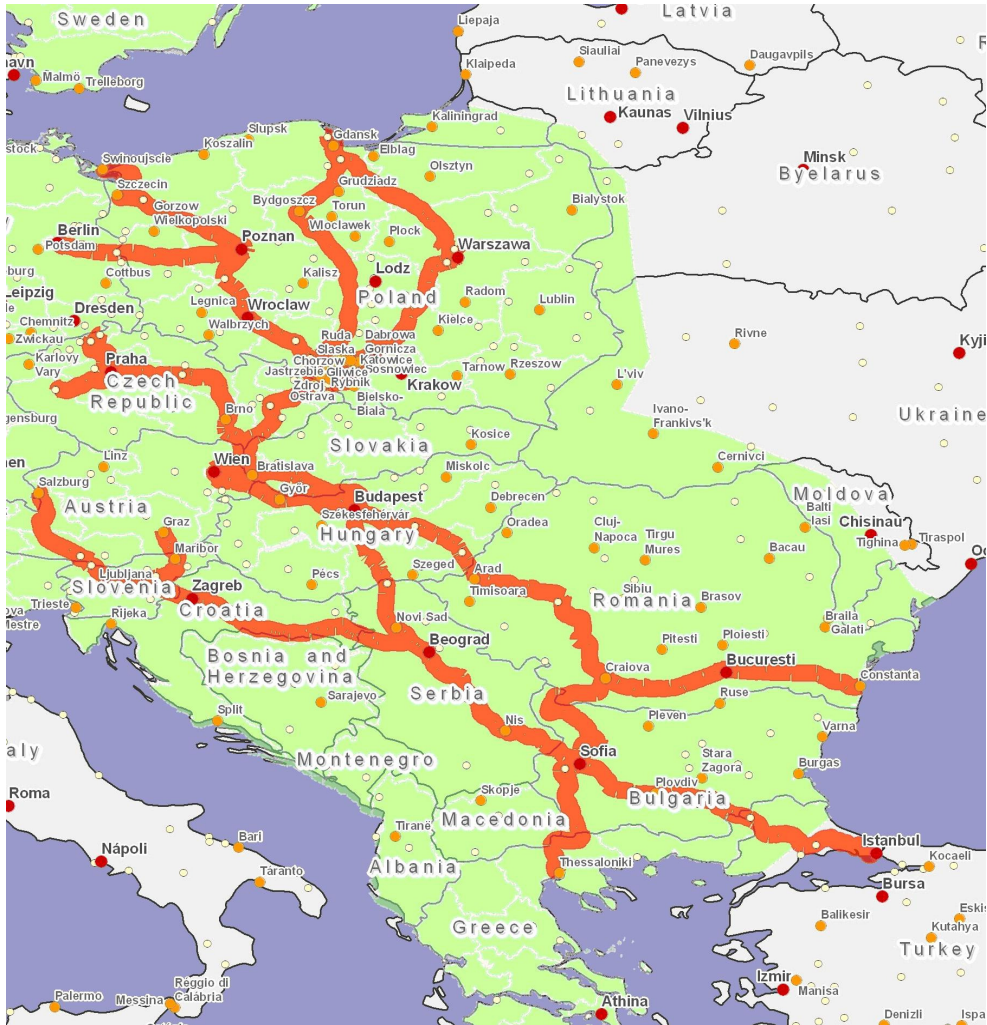 Sweden
Latvia
Liepaja
Siauliai
Daugavpils
Malmö
Trelleborg
Klaipeda
Panevezys
Lithuania
Kaunas
Vilnius
Kaliningrad
Slupsk
Gdansk
Koszalin
Elblag
Swinoujscie
Olsztyn
Minsk
Byelarus
Szczecin
Grudziadz
Gorzow
Wielkopolski
Bydgoszcz
Torun
Bialystok
Berlin
Potsdam
Poznan
Wloclawek
Plock
Warszawa
Cottbus
Kalisz
Lodz
Leipzig
Dresden
Legnica
Wroclaw
Poland
Radom
Lublin
Chemnitz
Zwickau
Walbrzych
Kielce
Ruda
Slaska
Dabrowa
Gornicza
Rivne
Karlovy
Vary
Praha
Chorzow
Katowice
Jastrzebie
Gliwice
Sosnowiec
Zdroj
Rybnik
Krakow
Tarnow
Rzeszow
L'viv
Czech
Republic
Ostrava
Bielsko-
Biala
Ukraine
Brno
Ivano-
Frankivs'k
Slovakia
Kosice
Linz
Wien
Bratislava
Miskolc
Cernivci
Salzburg
Györ
Budapest
Debrecen
Moldova
Austria
Székesfehérvár
Balti
Iasi
Graz
Hungary
Oradea
Cluj-
Napoca
Tirgu
Mures
Chisinau
Maribor
Bacau
Tighina
Tiraspol
Ljubljana
Slovenia
Zagreb
Pécs
Szeged
Arad
Timisoara
Sibiu
Romania
Trieste
Rijeka
Croatia
Brasov
Mestre
Novi Sad
Braila
Galati
Beograd
Pitesti
Ploiesti
Bosnia and
Herzegovina
Craiova
Bucuresti
Constanta
Serbia
Sarajevo
Ruse
Split
Nis
Pleven
Varna
Montenegro
Sofia
Stara
Zagora
Burgas
Skopje
Plovdiv
Roma
Macedonia
Bulgaria
Tiranë
Bari
Istanbul
Nápoli
Albania
Thessaloniki
Kocaeli
Taranto
Bursa
Greece
Balikesir
Kutahya
Turkey
Izmir
Manisa
Palermo
Messina
Règgio di
Calábria
Athina
Denizli